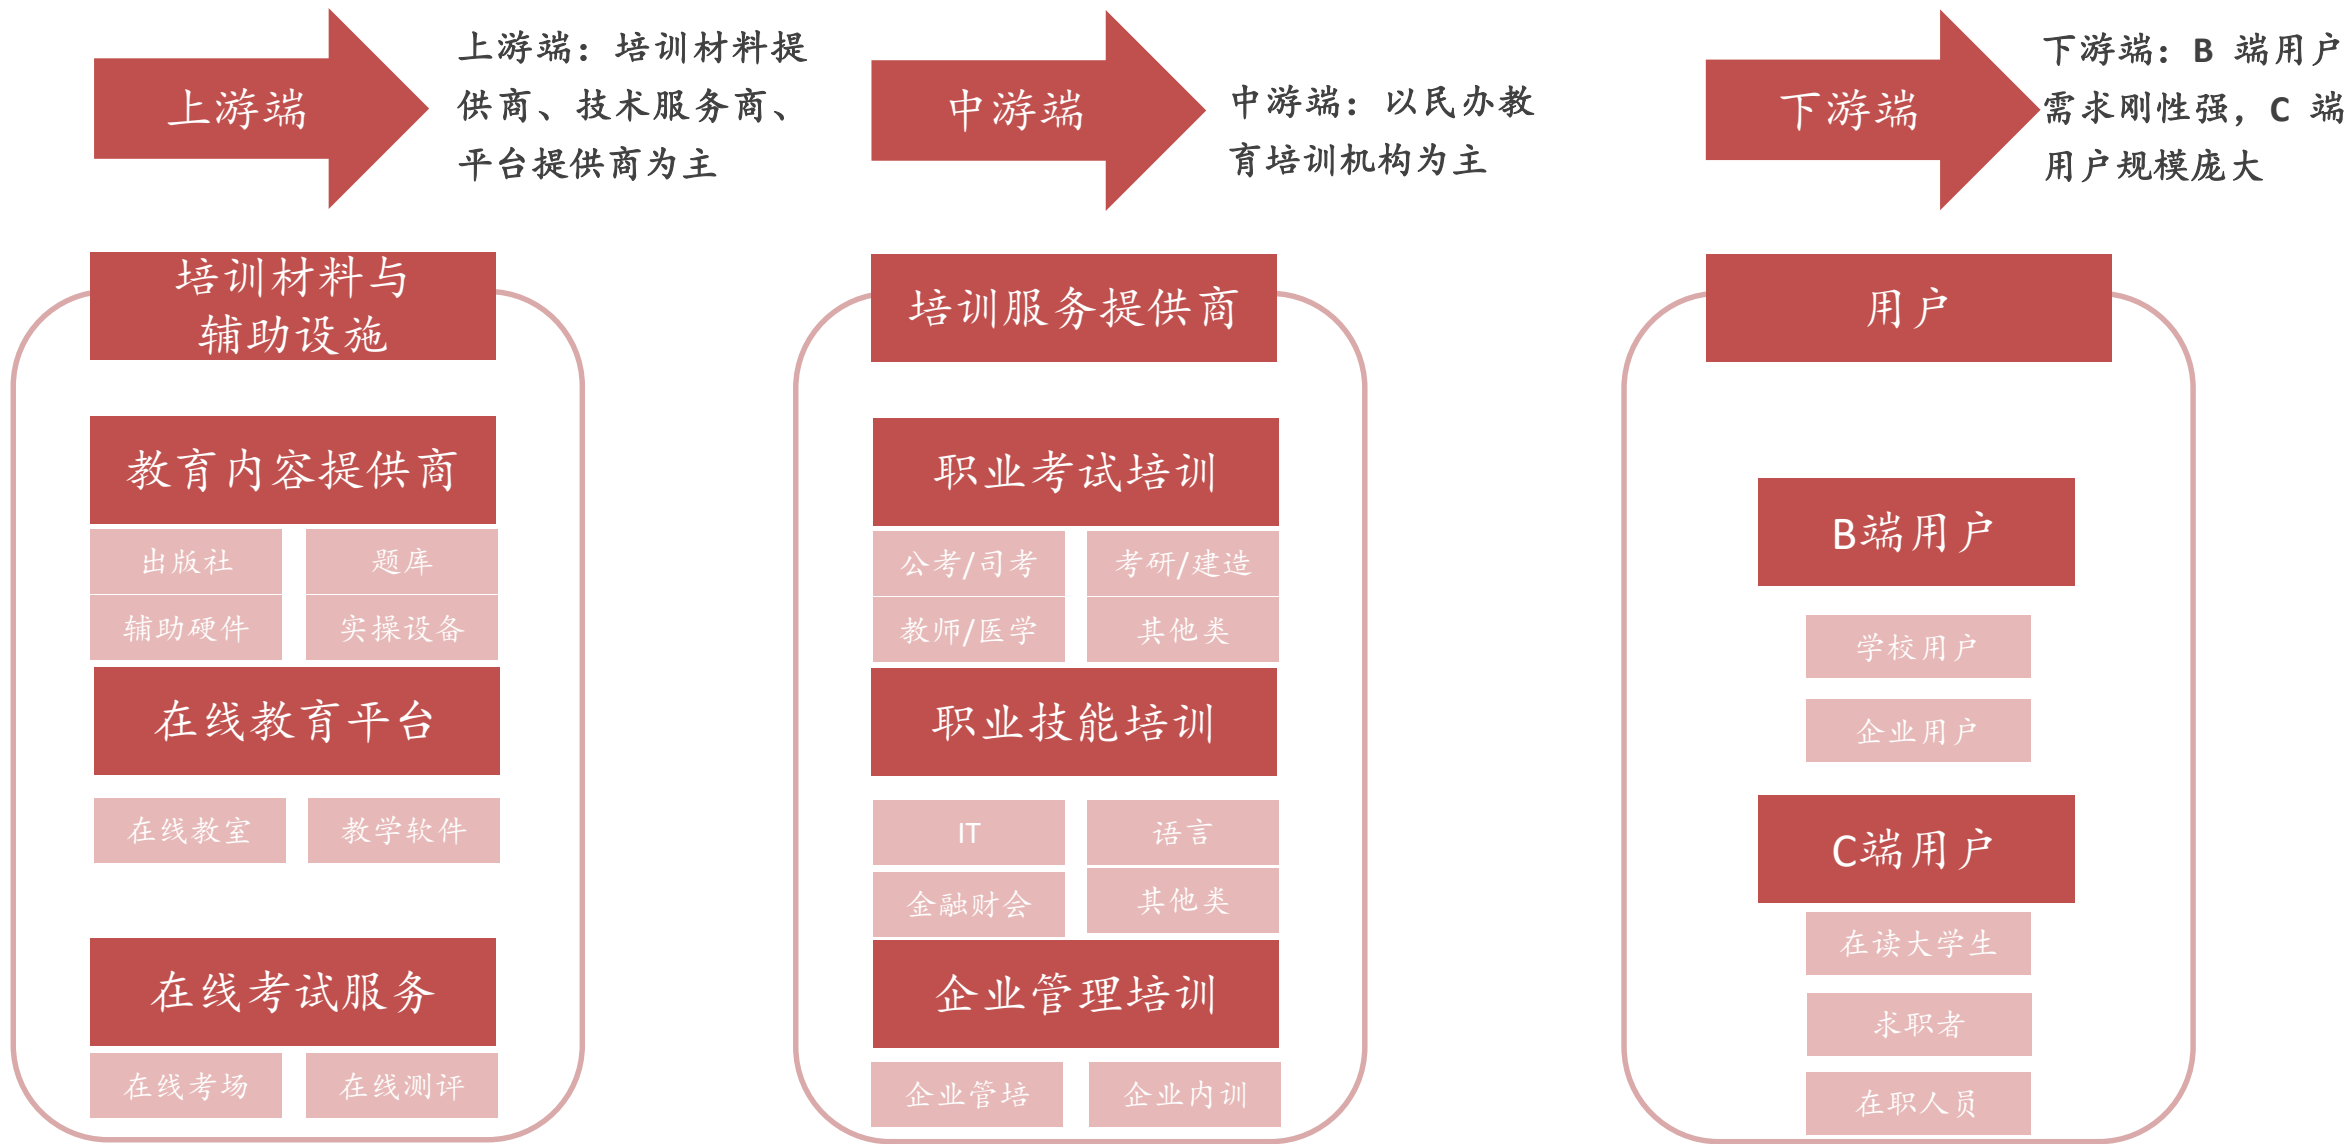 上游端
上游端：培训材料提
供商、技术服务商、
平台提供商为主
中游端
中游端：以民办教
育培训机构为主
下游端
下游端：B 端用户
需求刚性强，C 端
用户规模庞大
培训材料与
辅助设施
教育内容提供商
出版社
题库
辅助硬件
实操设备
在线教育平台
在线教室
教学软件
在线考试服务
在线考场
在线测评
培训服务提供商
职业考试培训
公考/司考
考研/建造
教师/医学
其他类
职业技能培训
IT
语言
金融财会
其他类
企业管理培训
企业管培
企业内训
用户
B端用户
学校用户
企业用户
C端用户
在读大学生
求职者
在职人员